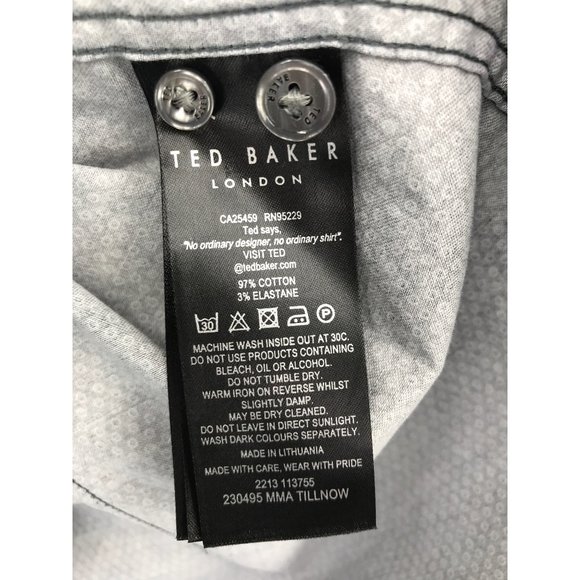 TED BAKER
TED BAKER
LONDON
CA25459 RN95229
Ted says,
"No ordinary designer, no ordinary shirt".
VISIT TED
@tedbaker.com
97% COTTON
3% ELASTANE
30 P
MACHINE WASH INSIDE OUT AT 30C.
DO NOT USE PRODUCTS CONTAINING
BLEACH, OIL OR ALCOHOL.
DO NOT TUMBLE DRY.
WARM IRON ON REVERSE WHILST
SLIGHTLY DAMP.
MAY BE DRY CLEANED.
DO NOT LEAVE IN DIRECT SUNLIGHT.
WASH DARK COLOURS SEPARATELY.
MADE IN LITHUANIA
MADE WITH CARE, WEAR WITH PRIDE
2213 113755
230495 MMA TILLNOW